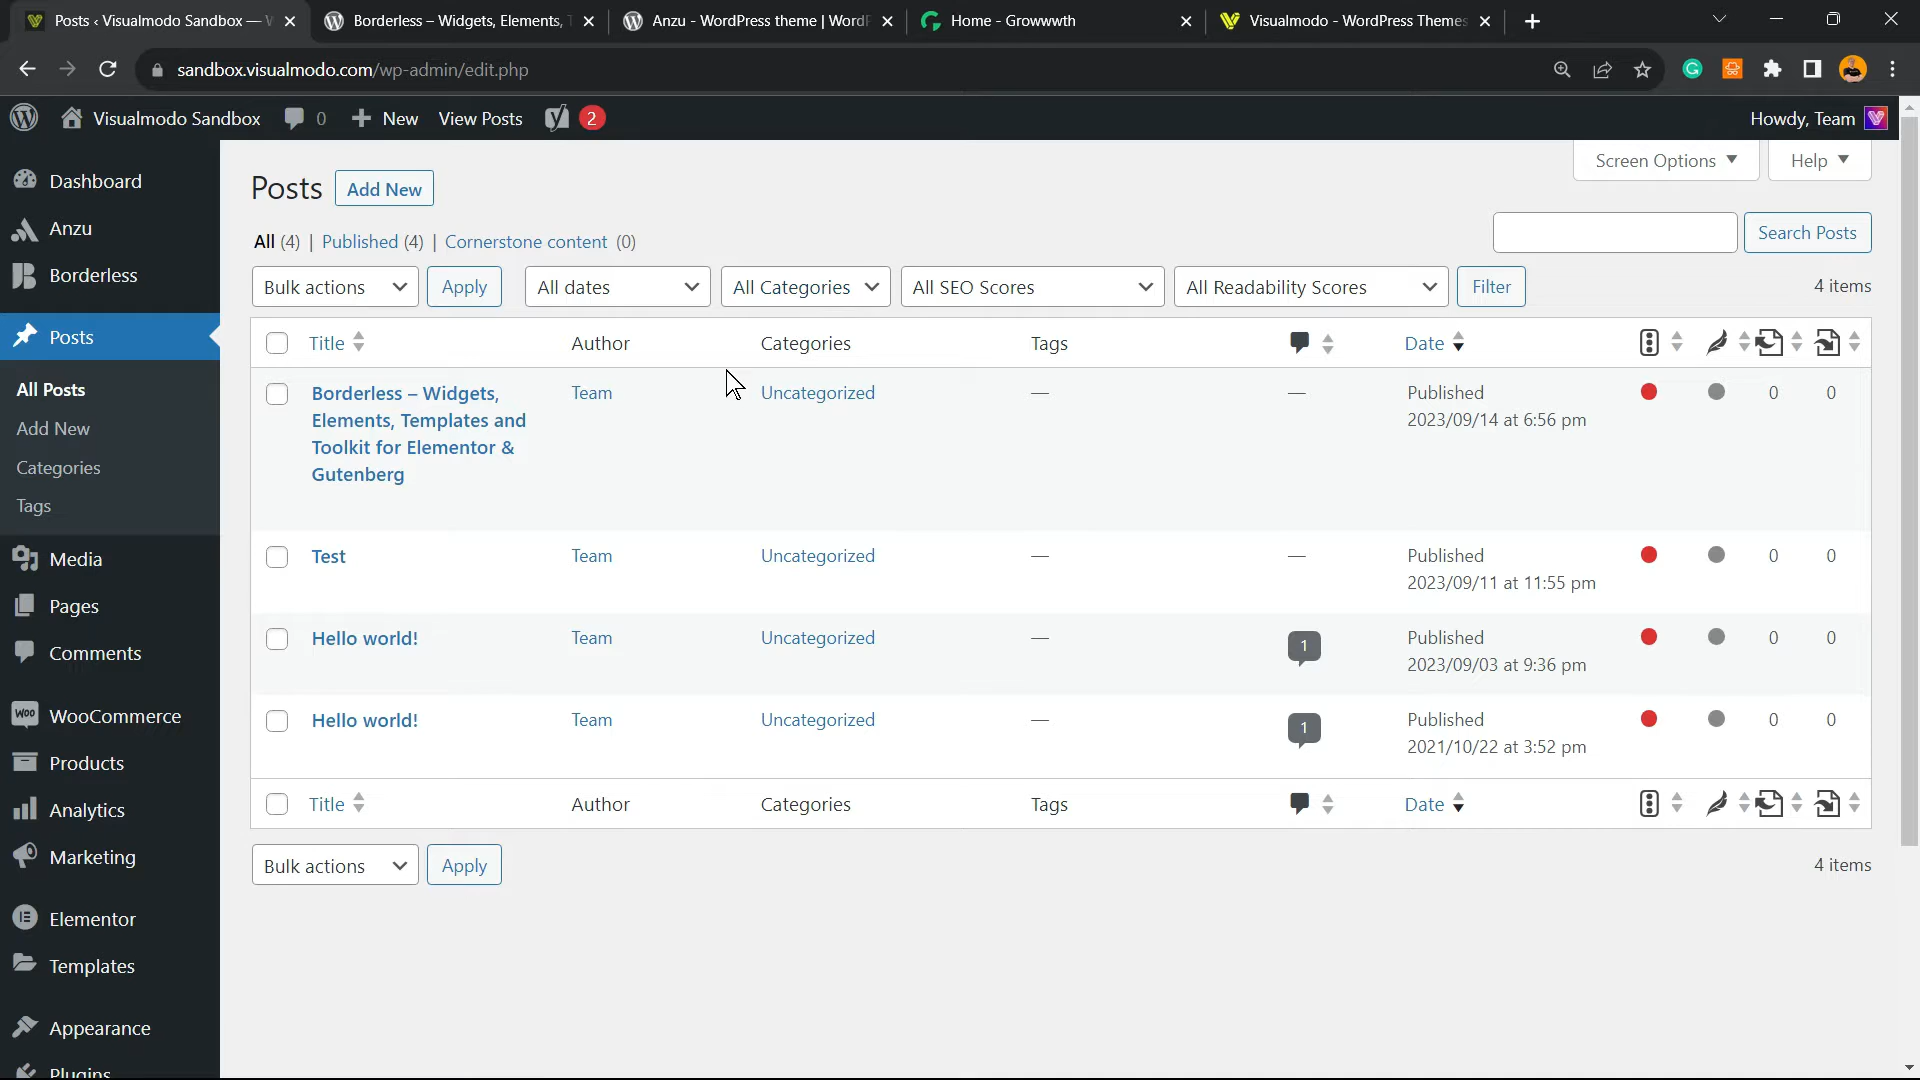 Posts ‹ Visualmodo Sandbox —
Borderless – Widgets, Elements,
Anzu - WordPress theme | Word
Home - Growwwth
Visualmodo - WordPress Themes
sandbox.visualmodo.com/wp-admin/edit.php
Visualmodo Sandbox
0
New
View Posts
2
Howdy, Team
Dashboard
Anzu
Borderless
Posts
All Posts
Add New
Categories
Tags
Media
Pages
Comments
WooCommerce
Products
Analytics
Marketing
Elementor
Templates
Appearance
Plugins
Screen Options
Help
Posts
Add New
All (4) | Published (4) | Cornerstone content (0)
Search Posts
Bulk actions
Apply
All dates
All Categories
All SEO Scores
All Readability Scores
Filter
4 items
Title
Author
Categories
Tags
Date
Borderless – Widgets,
Elements, Templates and
Toolkit for Elementor &
Gutenberg
Team
Uncategorized
—
—
Published
2023/09/14 at 6:56 pm
0
0
Test
Team
Uncategorized
—
—
Published
2023/09/11 at 11:55 pm
0
0
Hello world!
Team
Uncategorized
—
1
Published
2023/09/03 at 9:36 pm
0
0
Hello world!
Team
Uncategorized
—
1
Published
2021/10/22 at 3:52 pm
0
0
Title
Author
Categories
Tags
Date
Bulk actions
Apply
4 items